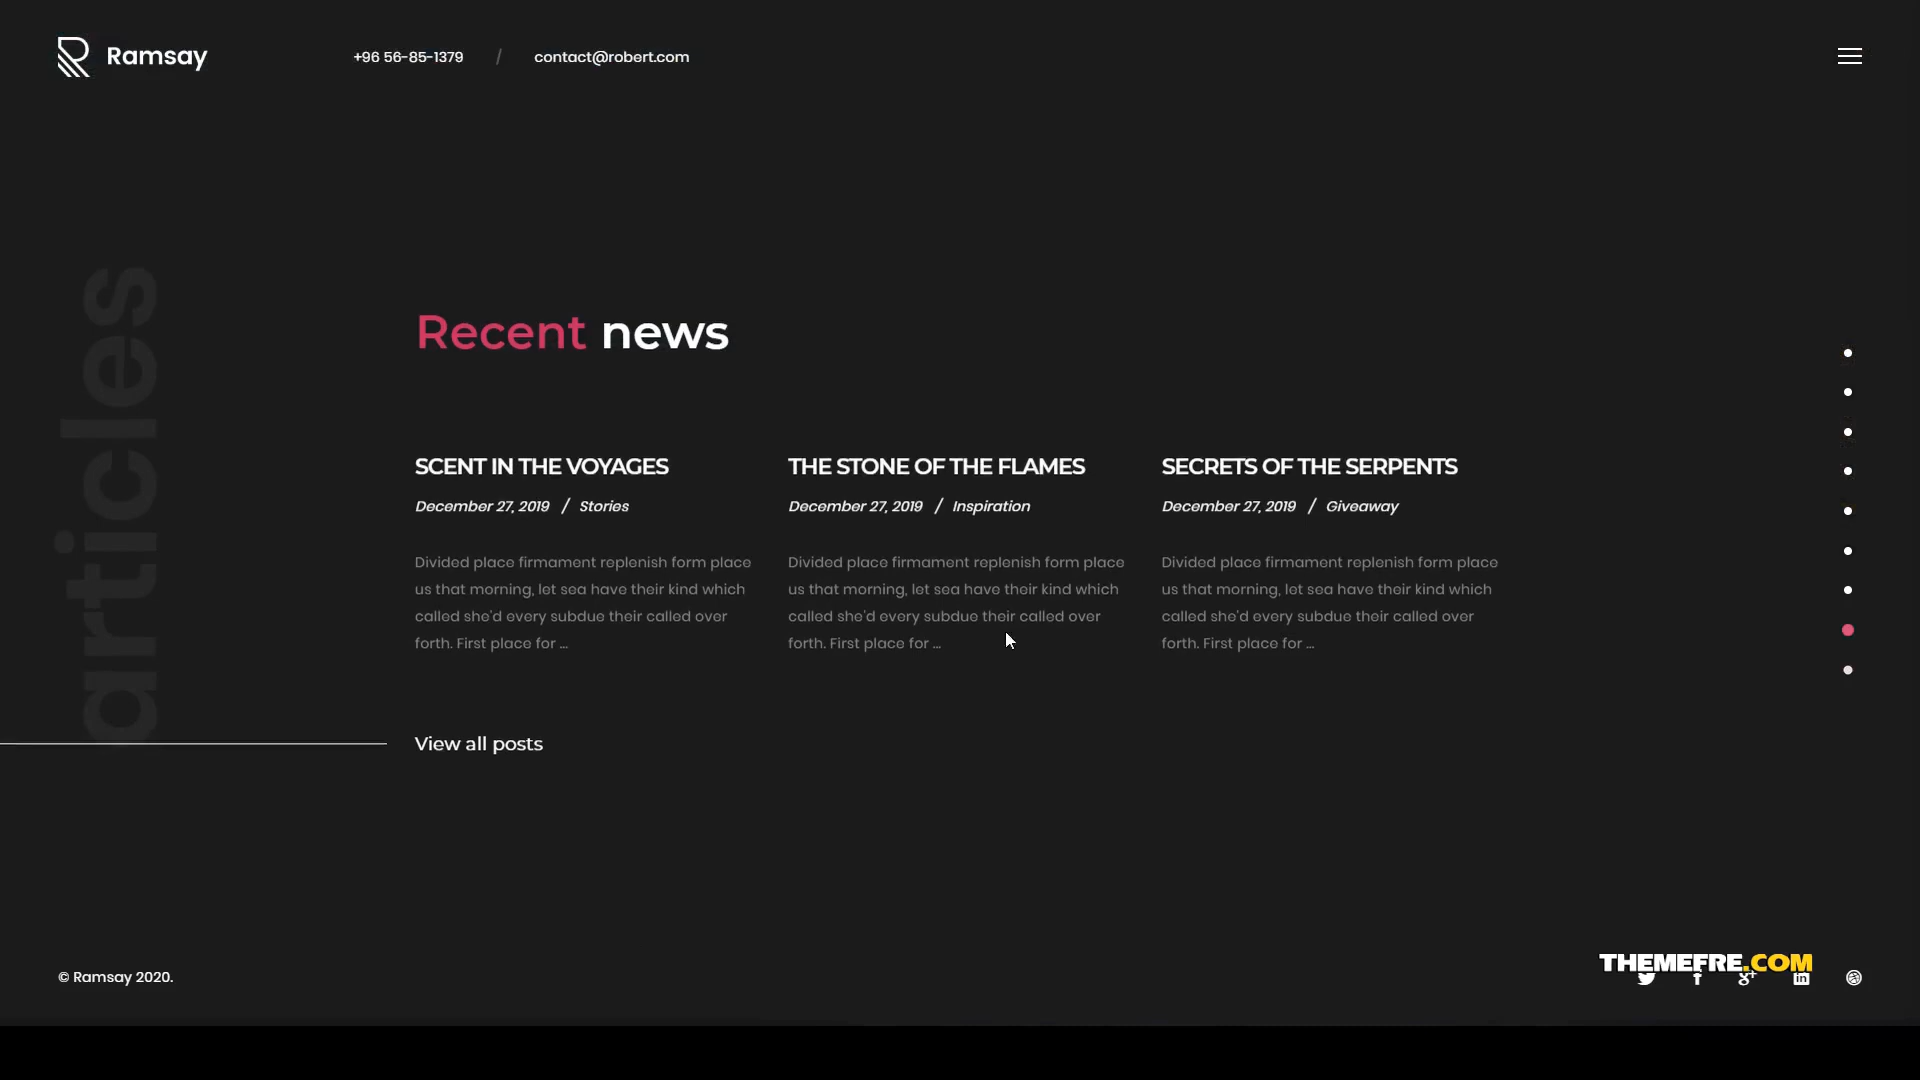 Ramsay
+96 56-85-1379 / contact@robert.com
articles
Recent news
SCENT IN THE VOYAGES
December 27, 2019 / Stories
Divided place firmament replenish form place
us that morning, let sea have their kind which
called she'd every subdue their called over
forth. First place for ...
THE STONE OF THE FLAMES
December 27, 2019 / Inspiration
Divided place firmament replenish form place
us that morning, let sea have their kind which
called she'd every subdue their called over
forth. First place for ...
SECRETS OF THE SERPENTS
December 27, 2019 / Giveaway
Divided place firmament replenish form place
us that morning, let sea have their kind which
called she'd every subdue their called over
forth. First place for ...
View all posts
© Ramsay 2020.
THEMEFRE.COM